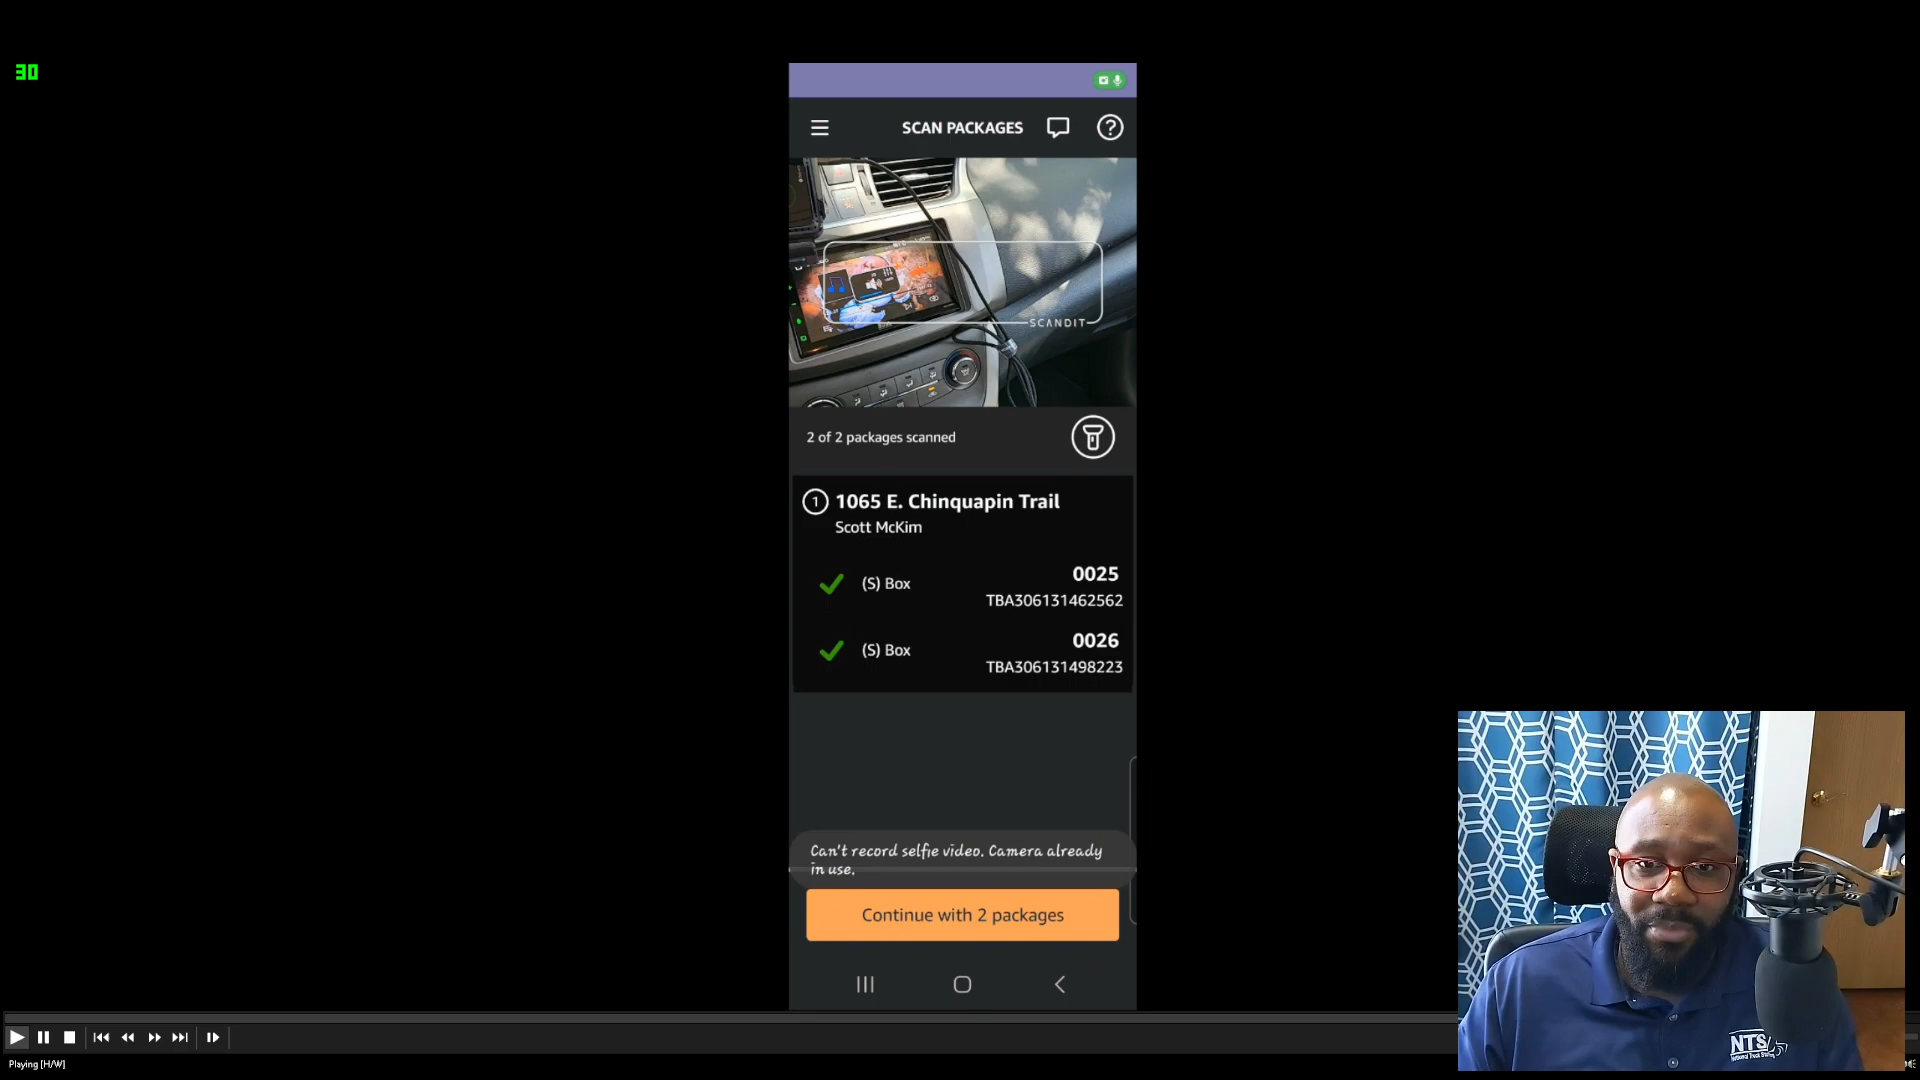 30
SCAN PACKAGES
SCANDIT
2 of 2 packages scanned
1
1065 E. Chinquapin Trail
Scott McKim
(S) Box
0025
TBA306131462562
(S) Box
0026
TBA306131498223
Can't record selfie video. Camera already
in use.
Continue with 2 packages
NTS
Playing [H/W]